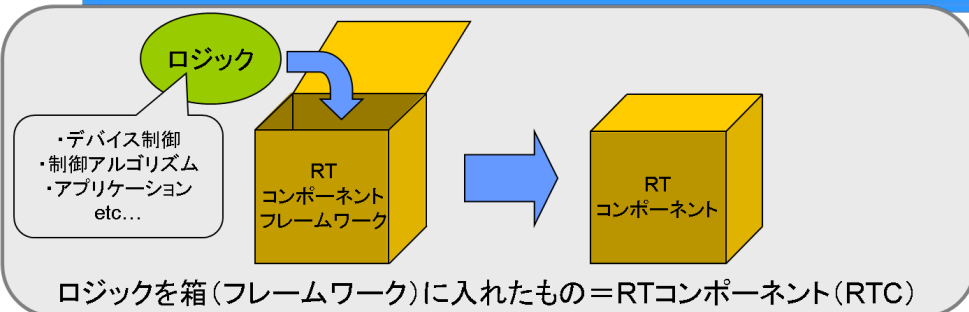 ロジック
・デバイス制御
・制御アルゴリズム
・アプリケーション
etc…
RT
コンポーネント
フレームワーク
RT
コンポーネント
ロジックを箱（フレームワーク）に入れたもの＝RTコンポーネント（RTC）